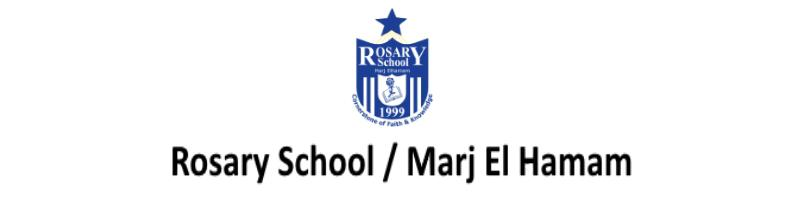 ROSARY
School
Marj Elhamam
1999
Cornerstone of Faith & Knowledge
Rosary School / Marj El Hamam